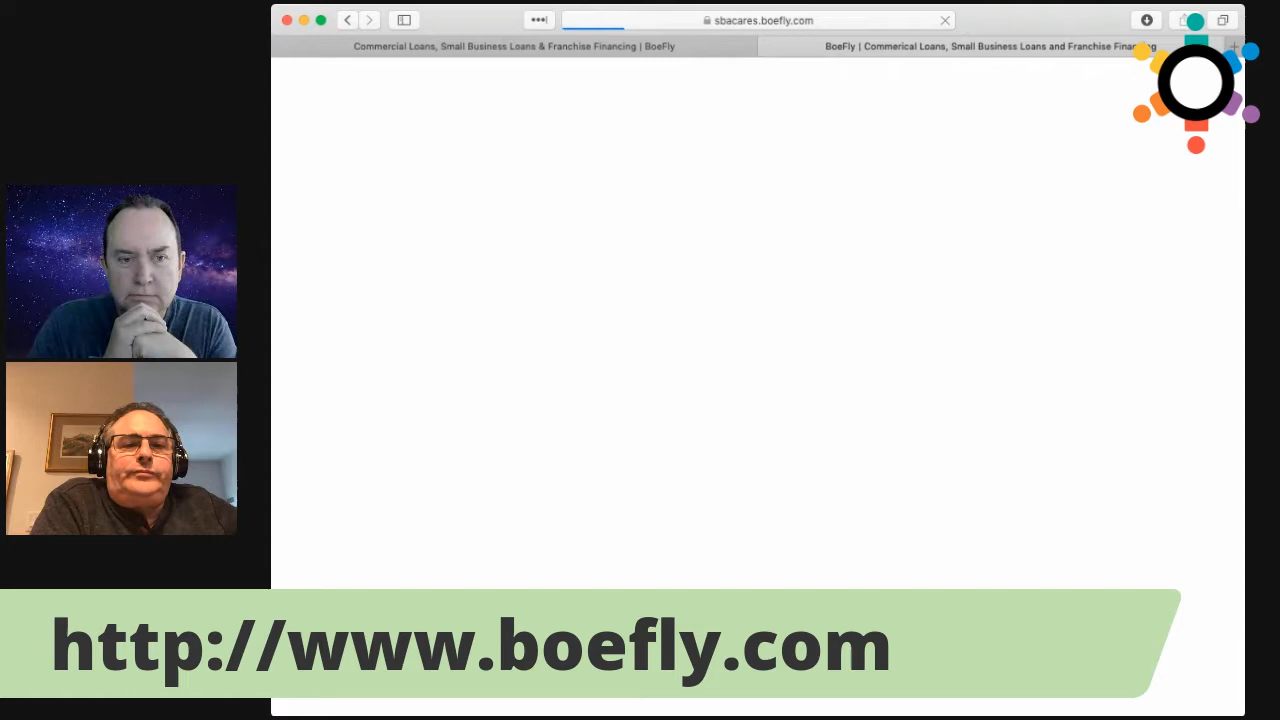 sbacares.boefly.com
Commercial Loans, Small Business Loans & Franchise Financing | BoeFly
BoeFly | Commerical Loans, Small Business Loans and Franchise Financing
http://www.boefly.com